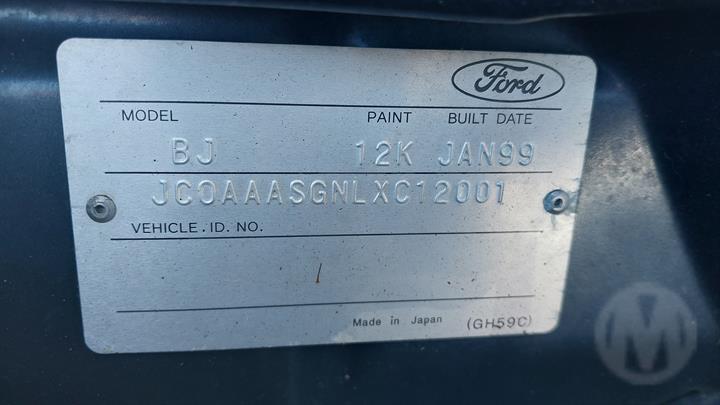 Ford
MODEL PAINT BUILT DATE
BJ 12K JAN99
JC0AAASGNLXC12001
VEHICLE.ID.NO.
Made in Japan (GH59C)
M